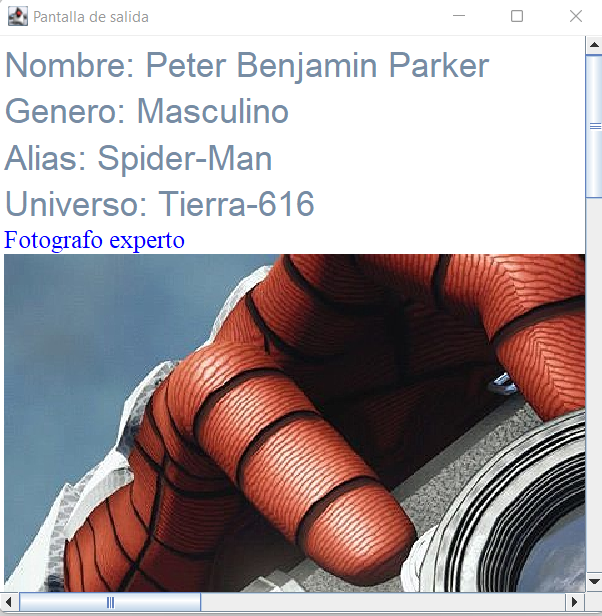 Pantalla de salida
Nombre: Peter Benjamin Parker
Genero: Masculino
Alias: Spider-Man
Universo: Tierra-616
Fotografo experto